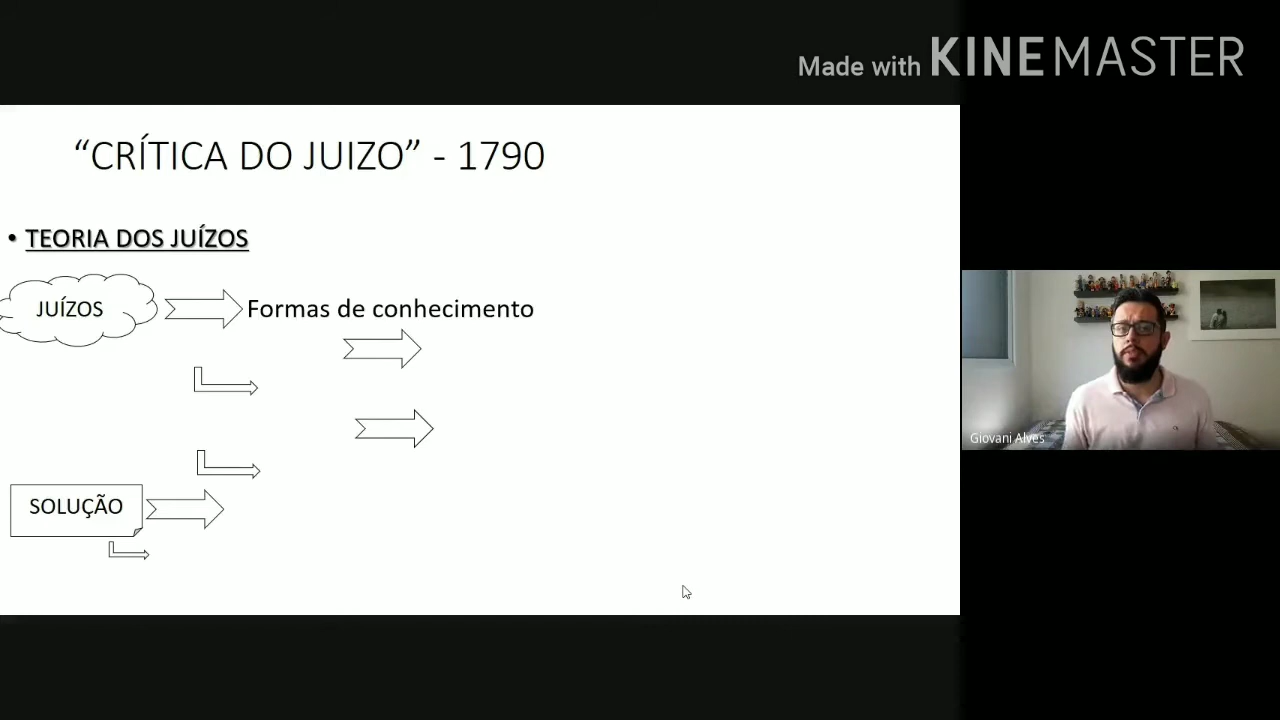 Made with KINEMASTER
“CRÍTICA DO JUIZO” - 1790
• TEORIA DOS JUÍZOS
JUÍZOS
Formas de conhecimento
SOLUÇÃO
Giovani Alves